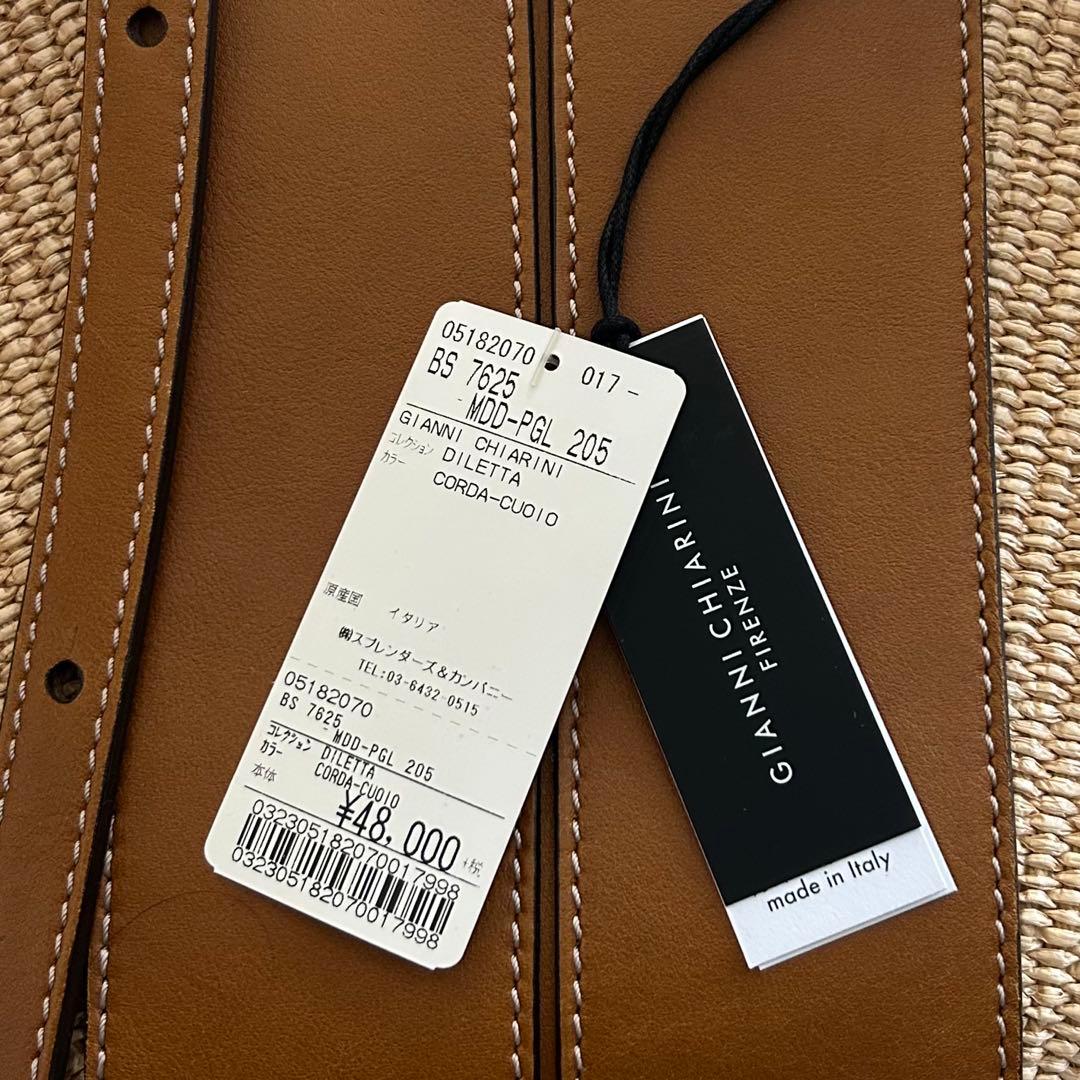 05182070 017-
BS 7625
-MDD-PGL 205
GIANNI CHIARINI
コレクション DILETTA
カラー CORDA-CUOIO
原産国 イタリア
㈱スプレンダーズ&カンパニー
TEL:03-6432-0515
05182070
BS 7625
-MDD-PGL 205
コレクション DILETTA
カラー CORDA-CUOIO
本体 ¥48,000 +税
032305182070017998
032305182070017998
GIANNI CHIARINI
FIRENZE
made in Italy